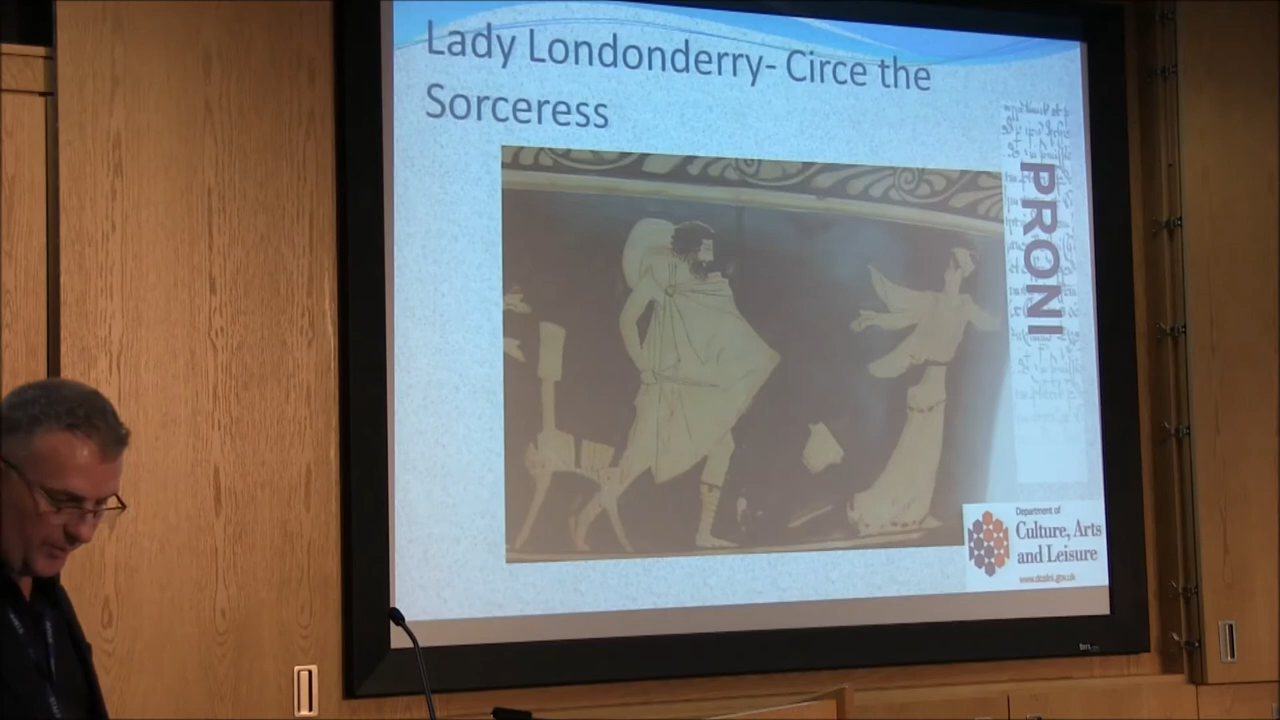 Lady Londonderry- Circe the
Sorceress
PRONI
Department of
Culture, Arts
and Leisure
www.dcalni.gov.uk